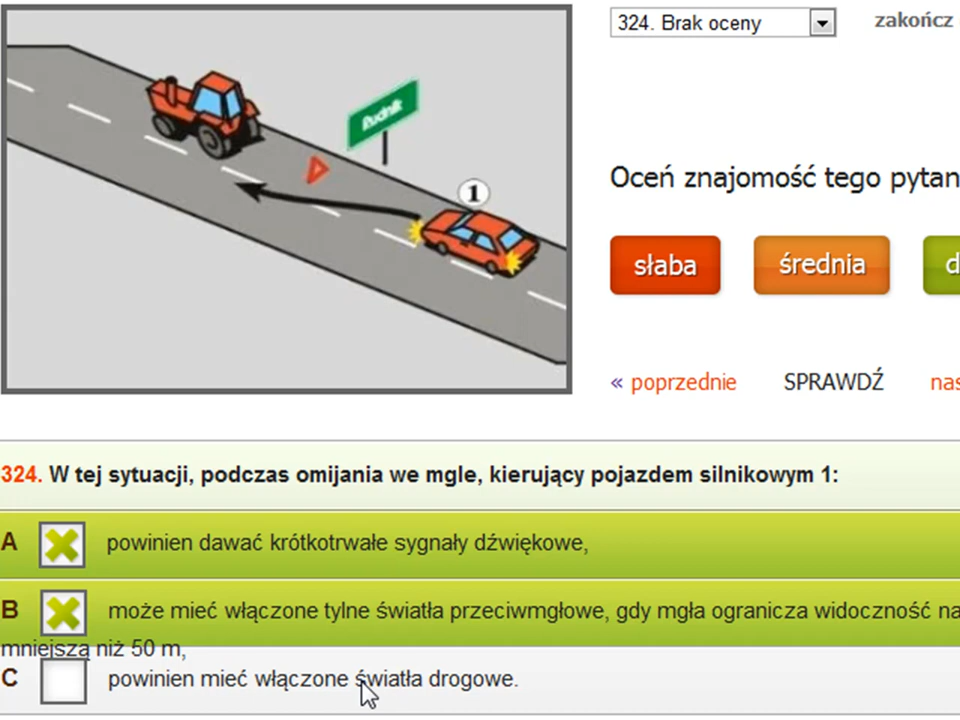 324. Brak oceny
zakończ
Rudnik
1
Oceń znajomość tego pytan
słaba
średnia
d
« poprzednie
SPRAWDŹ
nas
324. W tej sytuacji, podczas omijania we mgle, kierujący pojazdem silnikowym 1:
A powinien dawać krótkotrwałe sygnały dźwiękowe,
B może mieć włączone tylne światła przeciwmgłowe, gdy mgła ogranicza widoczność na
mniejszą niż 50 m,
C powinien mieć włączone światła drogowe.